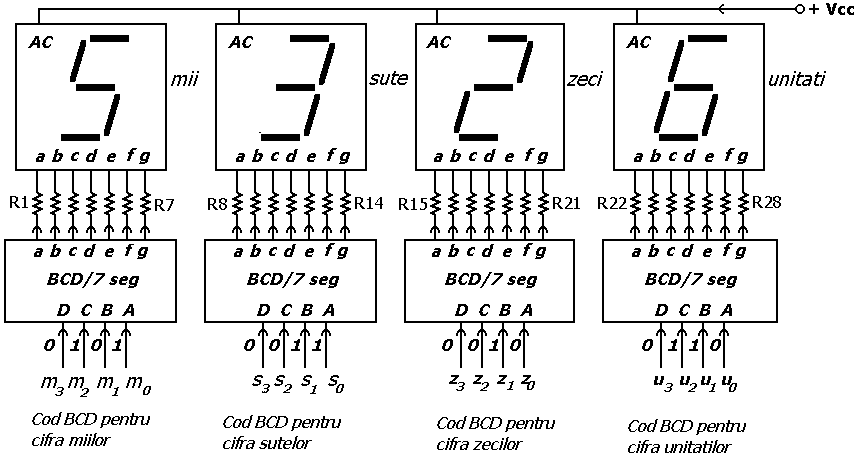 + Vcc
AC AC AC AC
5 3 2 6
mii sute zeci unitati
a b c d e f g a b c d e f g a b c d e f g a b c d e f g
R1 R7 R8 R14 R15 R21 R22 R28
a b c d e f g a b c d e f g a b c d e f g a b c d e f g
BCD/7 seg BCD/7 seg BCD/7 seg BCD/7 seg
D C B A D C B A D C B A D C B A
0 1 0 1 0 0 1 1 0 0 1 0 0 1 1 0
m3 m2 m1 m0 s3 s2 s1 s0 z3 z2 z1 z0 u3 u2 u1 u0
Cod BCD pentru Cod BCD pentru Cod BCD pentru Cod BCD pentru
cifra miilor cifra sutelor cifra zecilor cifra unitatilor